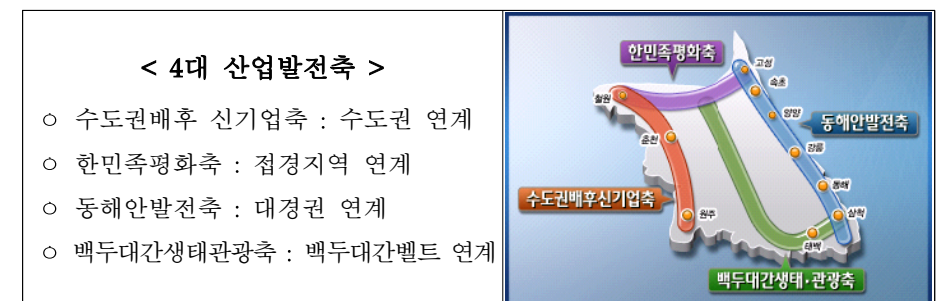 < 4대 산업발전축 >
○ 수도권배후 신기업축 : 수도권 연계
○ 한민족평화축 : 접경지역 연계
○ 동해안발전축 : 대경권 연계
○ 백두대간생태관광축 : 백두대간벨트 연계
한민족평화축
고성
속초
철원
양양
동해안발전축
춘천
강릉
동해
수도권배후신기업축
원주
삼척
태백
백두대간생태·관광축